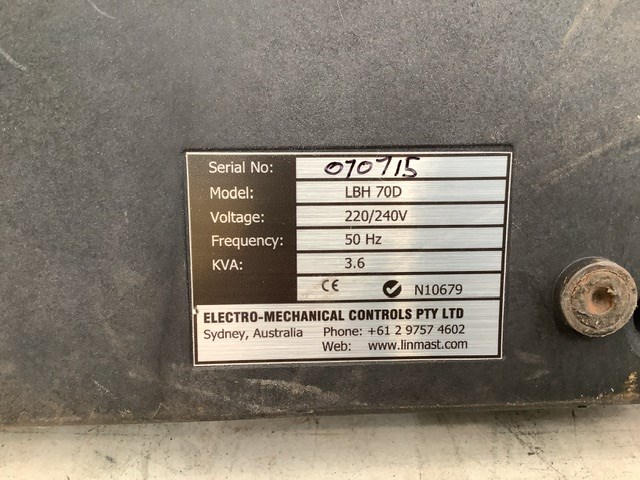 Serial No: 070715
Model: LBH 70D
Voltage: 220/240V
Frequency: 50 Hz
KVA: 3.6
CE N10679
ELECTRO-MECHANICAL CONTROLS PTY LTD
Sydney, Australia Phone: +61 2 9757 4602
Web: www.linmast.com